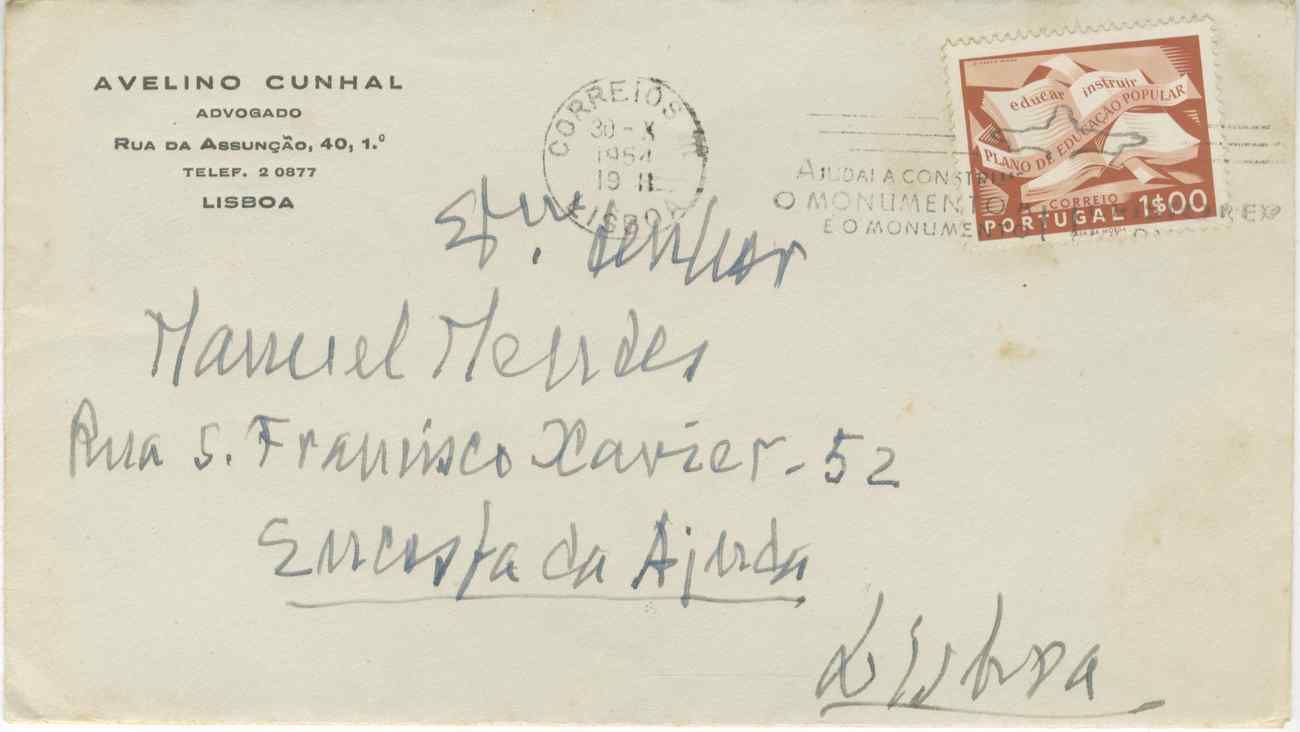 AVELINO CUNHAL
ADVOGADO
RUA DA ASSUNÇÃO, 40, 1.º
TELEF. 2 0877
LISBOA
CORREIOS
30-X
1954
19 H
LISBOA
AJUDAI A CONSTRUIR
O MONUMENTO
E O MONUME
educar instruir
PLANO DE EDUCAÇÃO POPULAR
CORREIO
PORTUGAL 1$00
Ex.mo Senhor
Manuel Mendes
Rua S. Francisco Xavier - 52
Encosta da Ajuda
Lisboa